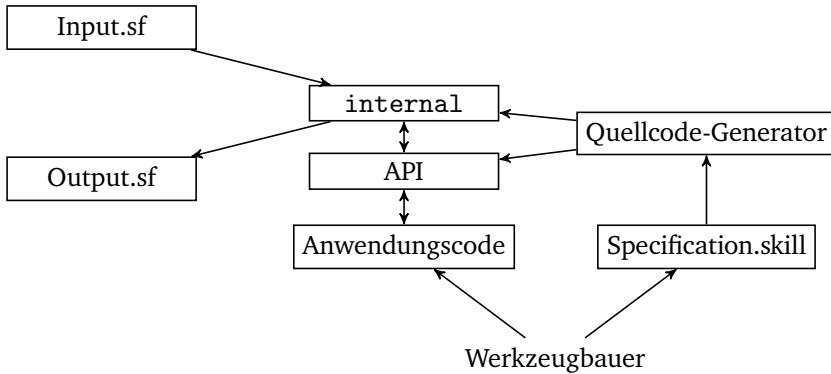 Input.sf
internal
Quellcode-Generator
Output.sf
API
Anwendungscode
Specification.skill
Werkzeugbauer